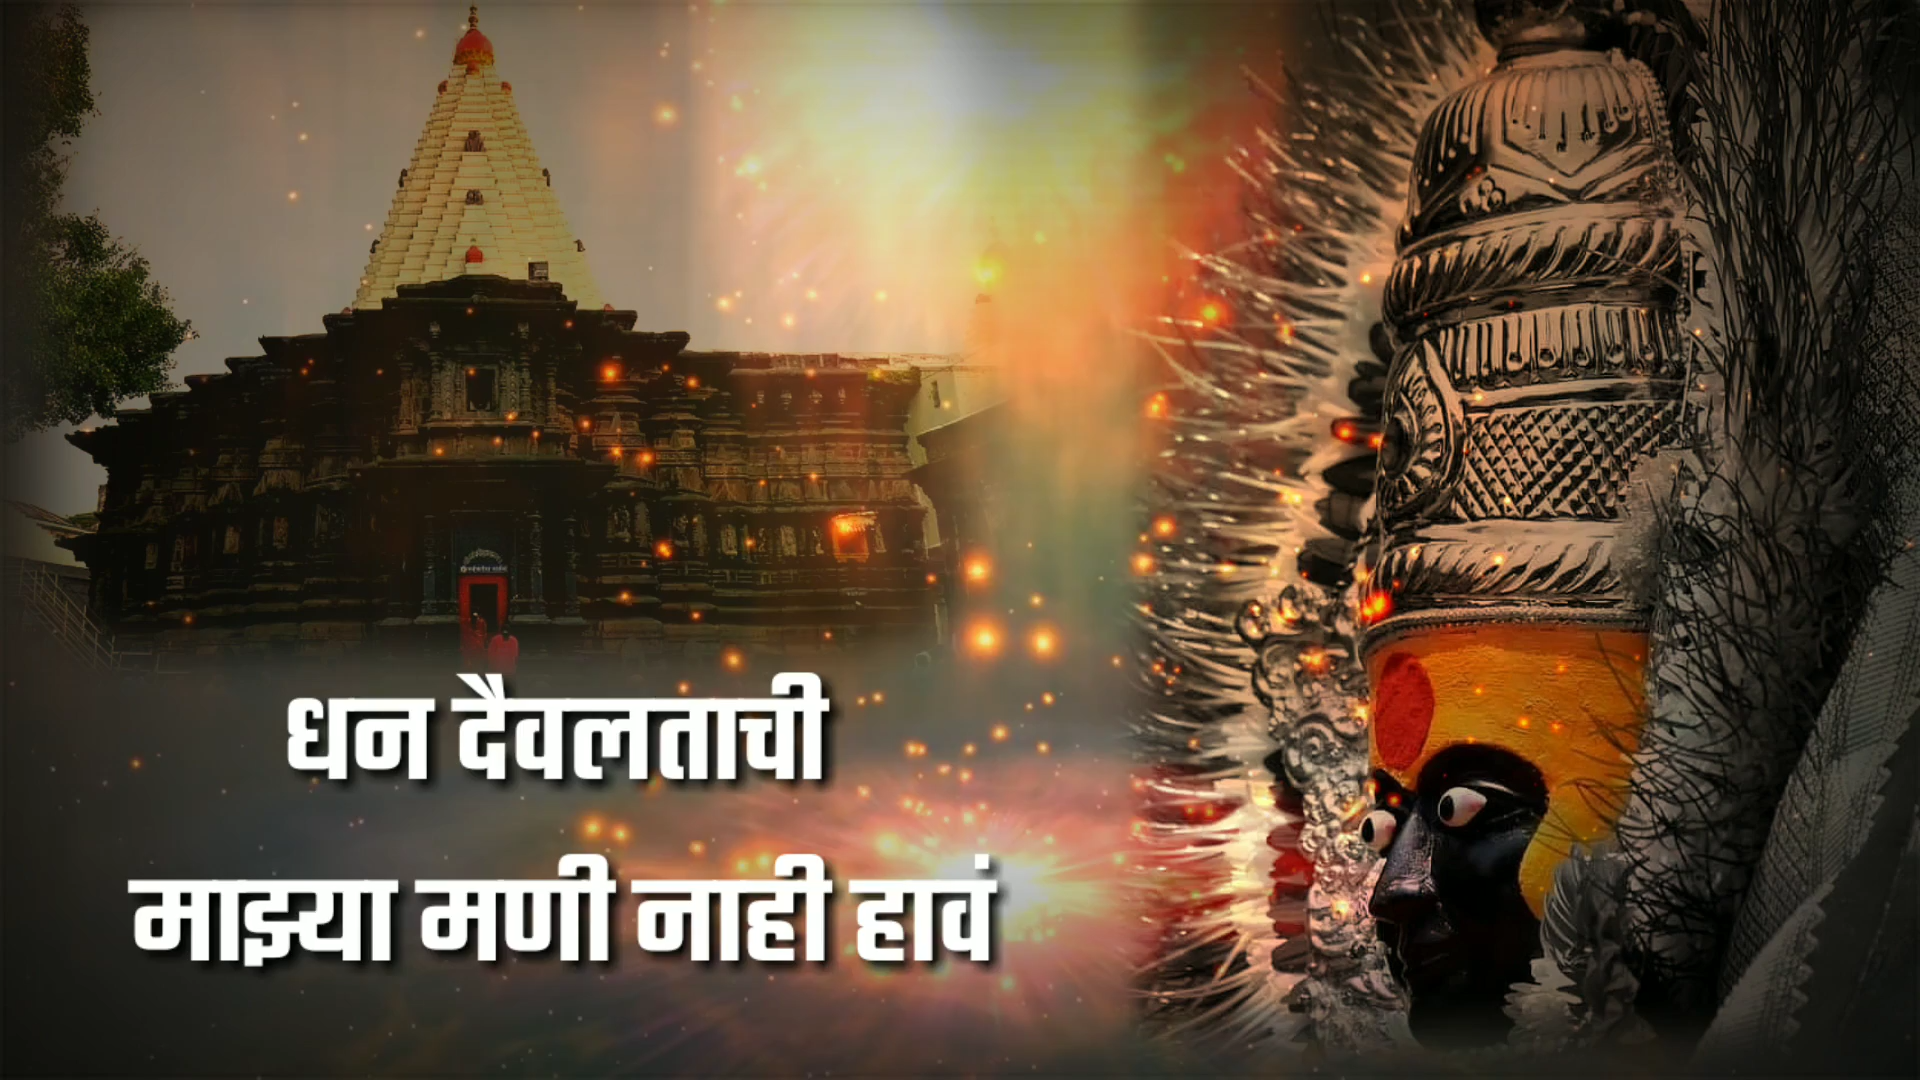 धन दैवलताची
माझ्या मणी नाही हावं